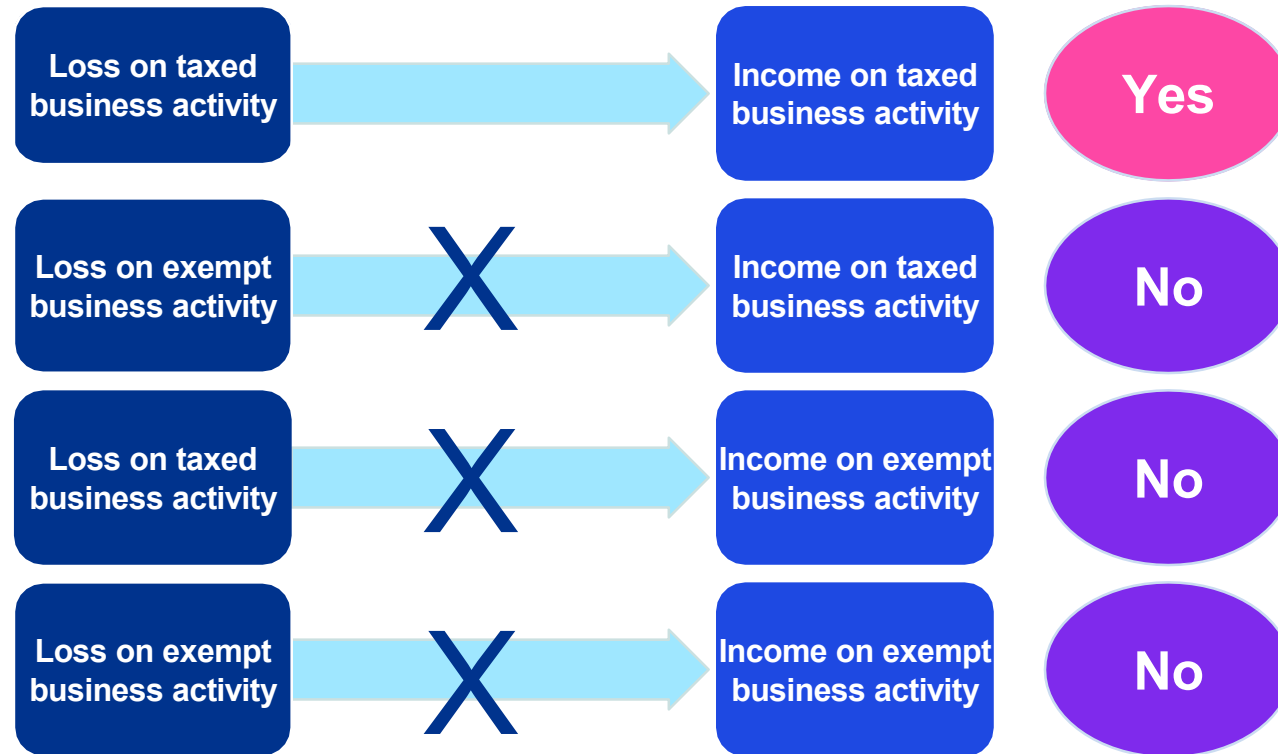 Loss on taxed
business activity
Income on taxed
business activity
Yes
Loss on exempt
business activity
X
Income on taxed
business activity
No
Loss on taxed
business activity
X
Income on exempt
business activity
No
Loss on exempt
business activity
X
Income on exempt
business activity
No